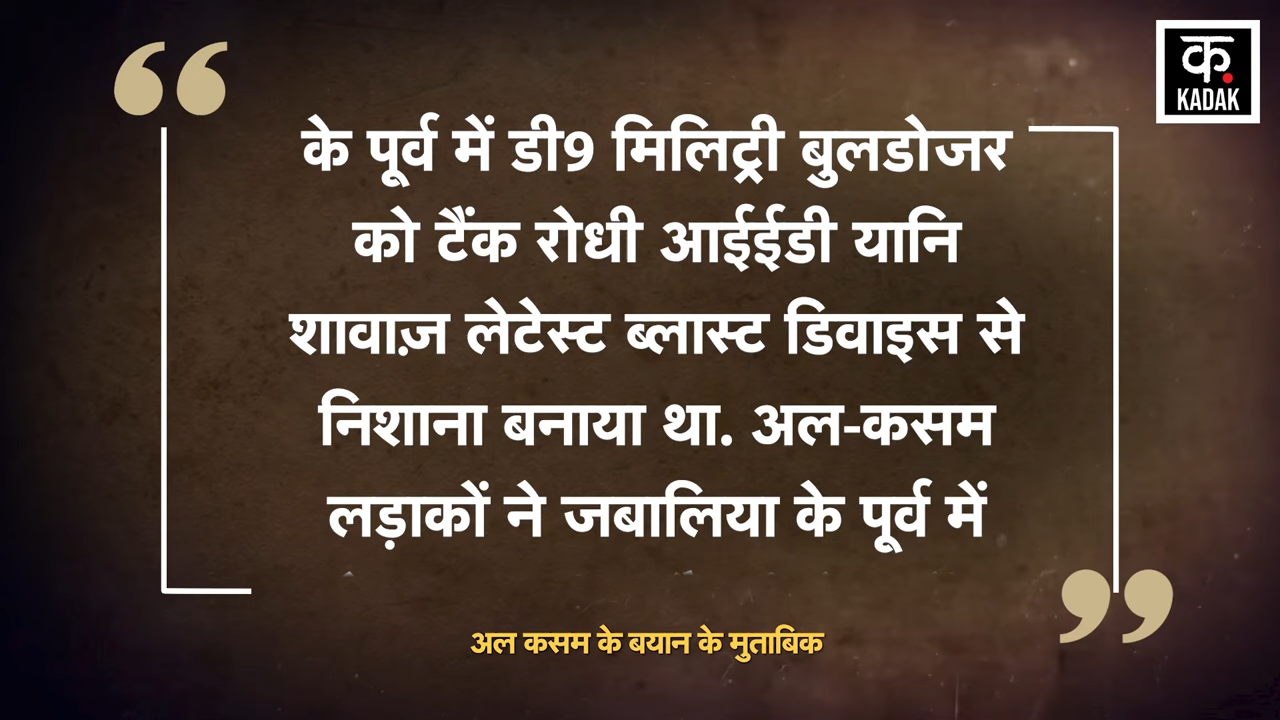 क
KADAK
के पूर्व में डी9 मिलिट्री बुलडोजर
को टैंक रोधी आईईडी यानि
शावाज़ लेटेस्ट ब्लास्ट डिवाइस से
निशाना बनाया था. अल-कसम
लड़ाकों ने जबालिया के पूर्व में
अल कसम के बयान के मुताबिक